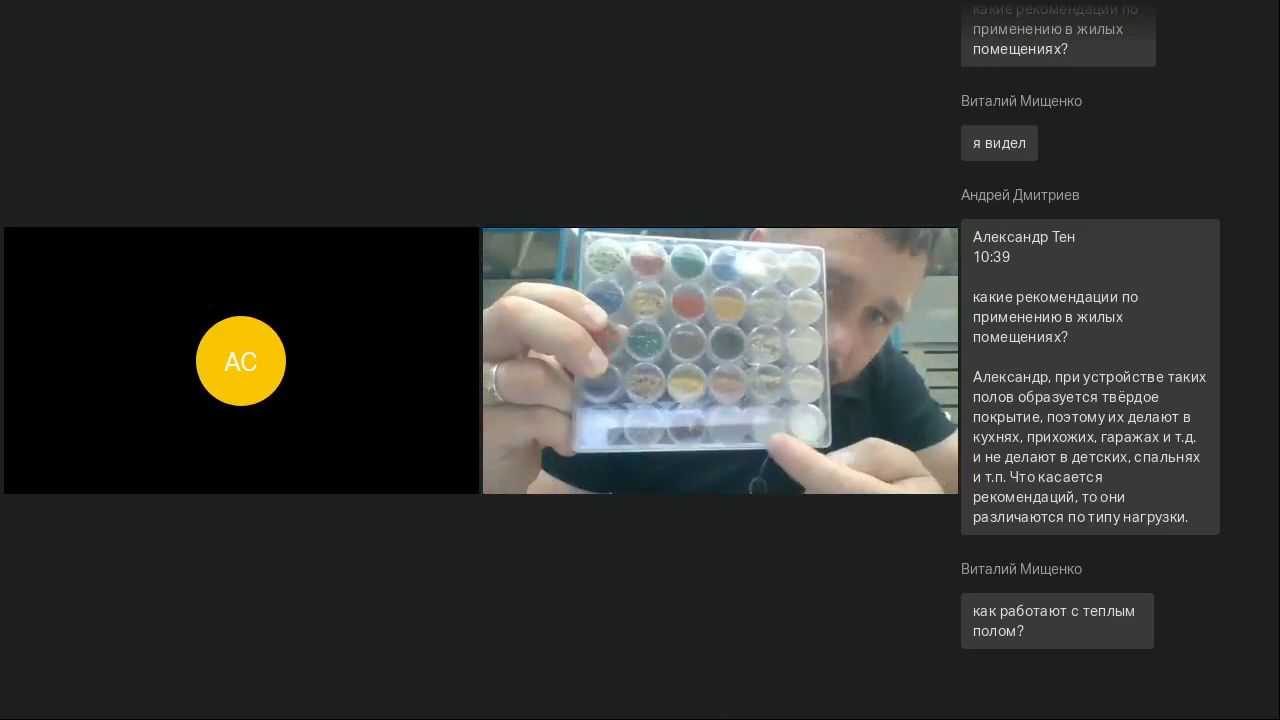 AC
какие рекомендации по
применению в жилых
помещениях?
Виталий Мищенко
я видел
Андрей Дмитриев
Александр Тен
10:39
какие рекомендации по
применению в жилых
помещениях?
Александр, при устройстве таких
полов образуется твёрдое
покрытие, поэтому их делают в
кухнях, прихожих, гаражах и т.д.
и не делают в детских, спальнях
и т.п. Что касается
рекомендаций, то они
различаются по типу нагрузки.
Виталий Мищенко
как работают с теплым
полом?